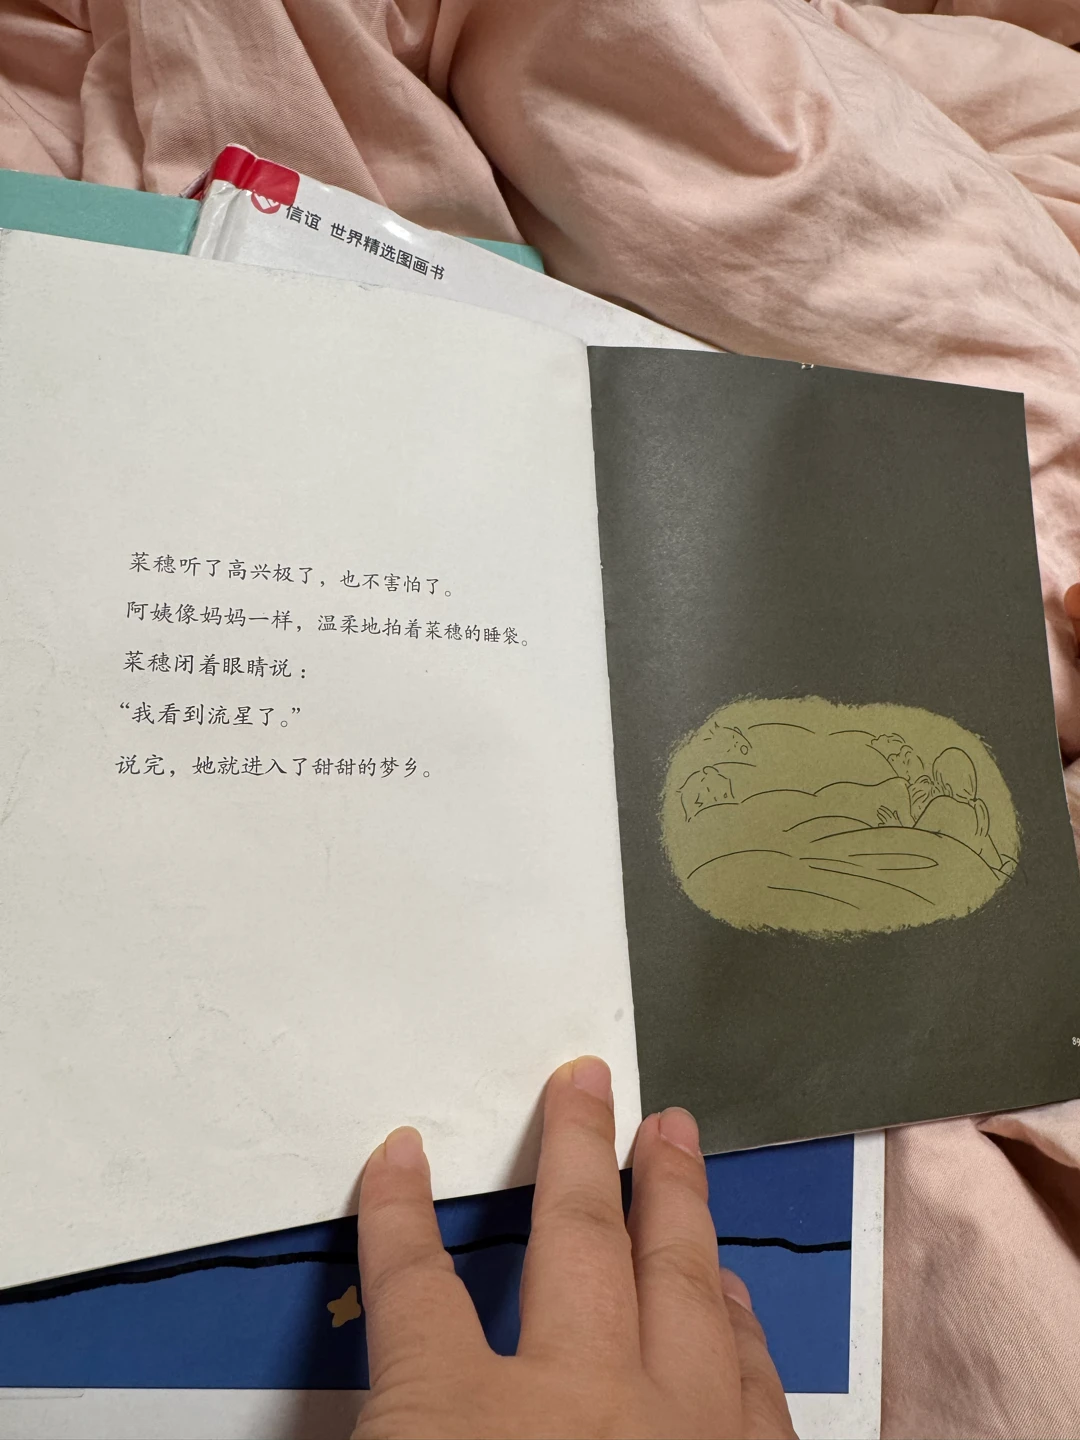 信谊 世界精选图画书
菜穗听了高兴极了，也不害怕了。
阿姨像妈妈一样，温柔地拍着菜穗的睡袋。
菜穗闭着眼睛说：
“我看到流星了。”
说完，她就进入了甜甜的梦乡。
89